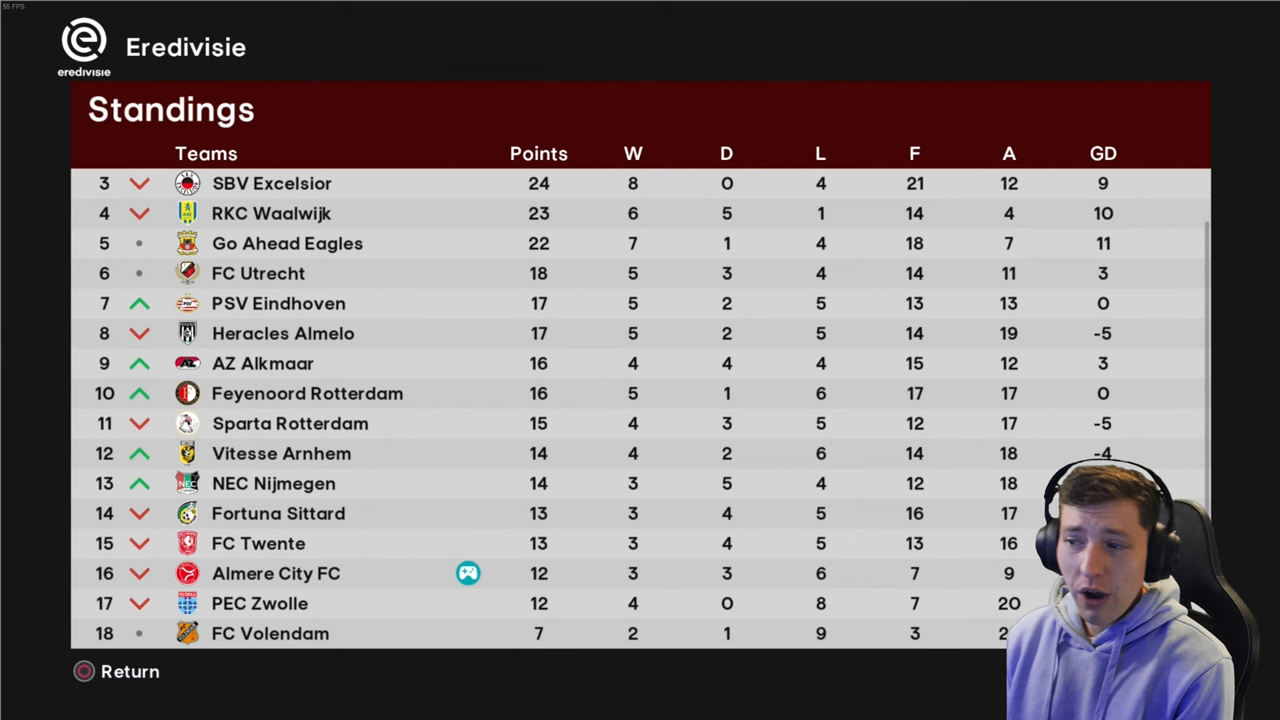 55 FPS
eredivisie
Eredivisie
Standings
Teams Points W D L F A GD
3 SBV Excelsior 24 8 0 4 21 12 9
4 RKC Waalwijk 23 6 5 1 14 4 10
5 Go Ahead Eagles 22 7 1 4 18 7 11
6 FC Utrecht 18 5 3 4 14 11 3
7 PSV Eindhoven 17 5 2 5 13 13 0
8 Heracles Almelo 17 5 2 5 14 19 -5
9 AZ Alkmaar 16 4 4 4 15 12 3
10 Feyenoord Rotterdam 16 5 1 6 17 17 0
11 Sparta Rotterdam 15 4 3 5 12 17 -5
12 Vitesse Arnhem 14 4 2 6 14 18 -4
13 NEC Nijmegen 14 3 5 4 12 18
14 Fortuna Sittard 13 3 4 5 16 17
15 FC Twente 13 3 4 5 13 16
16 Almere City FC 12 3 3 6 7 9
17 PEC Zwolle 12 4 0 8 7 20
18 FC Volendam 7 2 1 9 3
Return